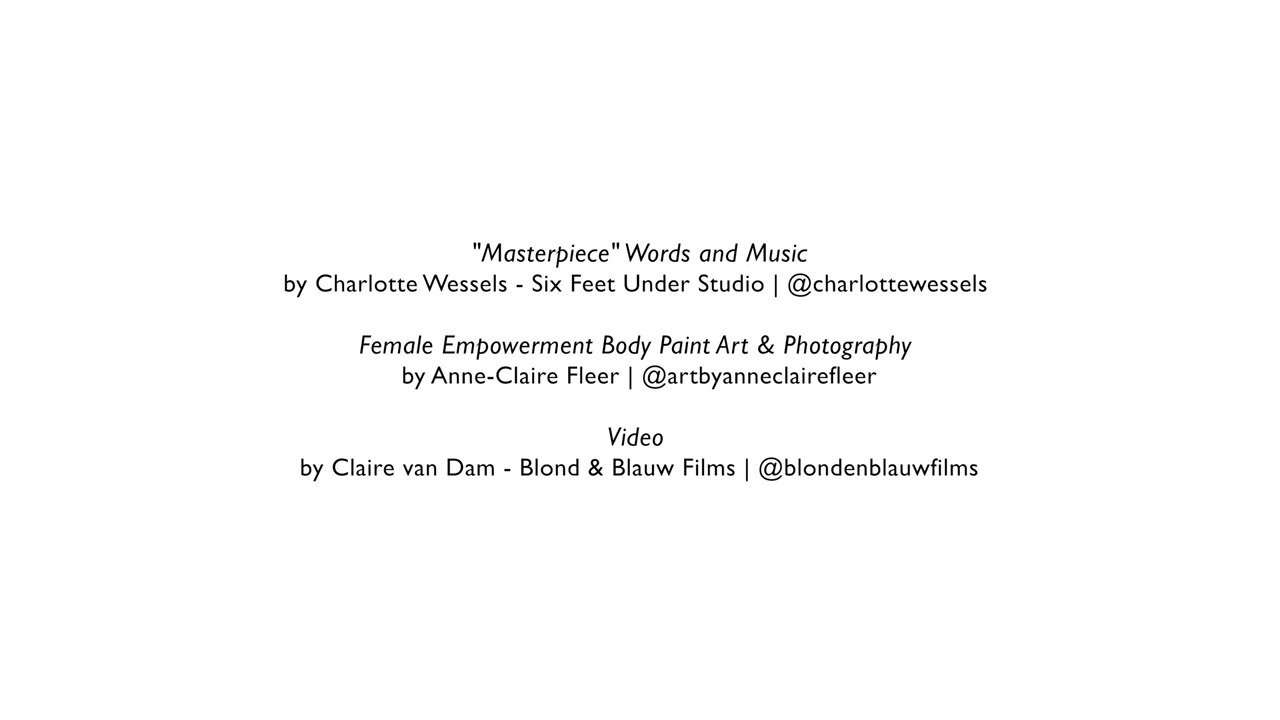 "Masterpiece" Words and Music
by Charlotte Wessels - Six Feet Under Studio | @charlottewessels
Female Empowerment Body Paint Art & Photography
by Anne-Claire Fleer | @artbyanneclairefleer
Video
by Claire van Dam - Blond & Blauw Films | @blondenblauwfilms